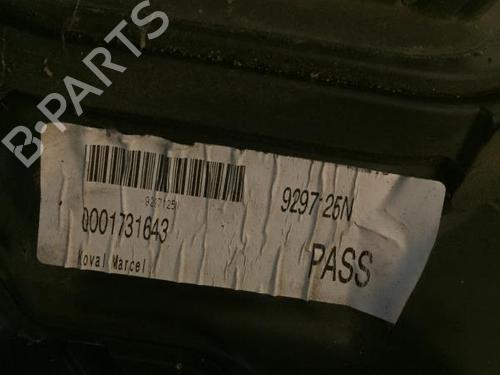 B-PARTS
9297125N
9297125N
0001731643
Koval Marcel
PASS